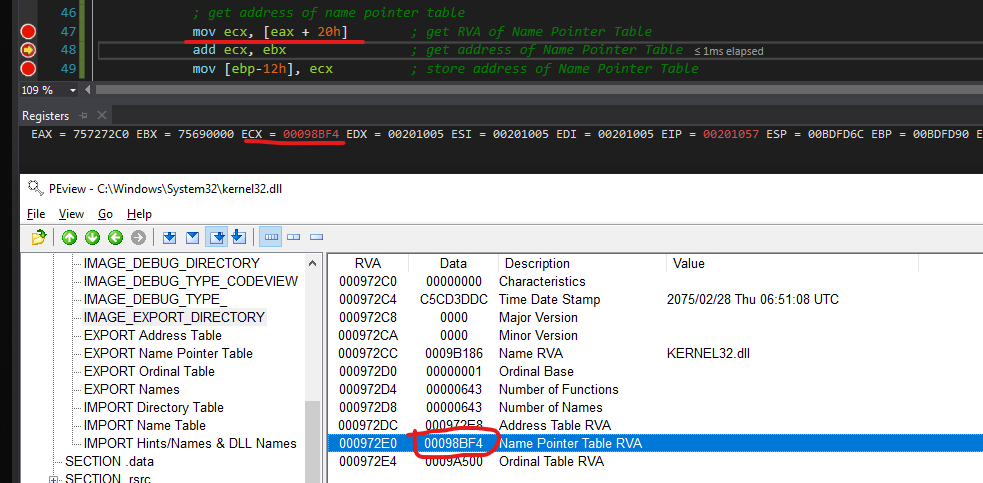 46 ; get address of name pointer table
47 mov ecx, [eax + 20h] ; get RVA of Name Pointer Table
48 add ecx, ebx ; get address of Name Pointer Table ≤ 1ms elapsed
49 mov [ebp-12h], ecx ; store address of Name Pointer Table
109 %
Registers
EAX = 757272C0 EBX = 75690000 ECX = 00098BF4 EDX = 00201005 ESI = 00201005 EDI = 00201005 EIP = 00201057 ESP = 00BDFD6C EBP = 00BDFD90 E
PEview - C:\Windows\System32\kernel32.dll
File View Go Help
IMAGE_DEBUG_DIRECTORY
IMAGE_DEBUG_TYPE_CODEVIEW
IMAGE_DEBUG_TYPE_
IMAGE_EXPORT_DIRECTORY
EXPORT Address Table
EXPORT Name Pointer Table
EXPORT Ordinal Table
EXPORT Names
IMPORT Directory Table
IMPORT Name Table
IMPORT Hints/Names & DLL Names
SECTION .data
SECTION .rsrc
RVA Data Description Value
000972C0 00000000 Characteristics
000972C4 C5CD3DDC Time Date Stamp 2075/02/28 Thu 06:51:08 UTC
000972C8 0000 Major Version
000972CA 0000 Minor Version
000972CC 0009B186 Name RVA KERNEL32.dll
000972D0 00000001 Ordinal Base
000972D4 00000643 Number of Functions
000972D8 00000643 Number of Names
000972DC 000972E8 Address Table RVA
000972E0 00098BF4 Name Pointer Table RVA
000972E4 0009A500 Ordinal Table RVA